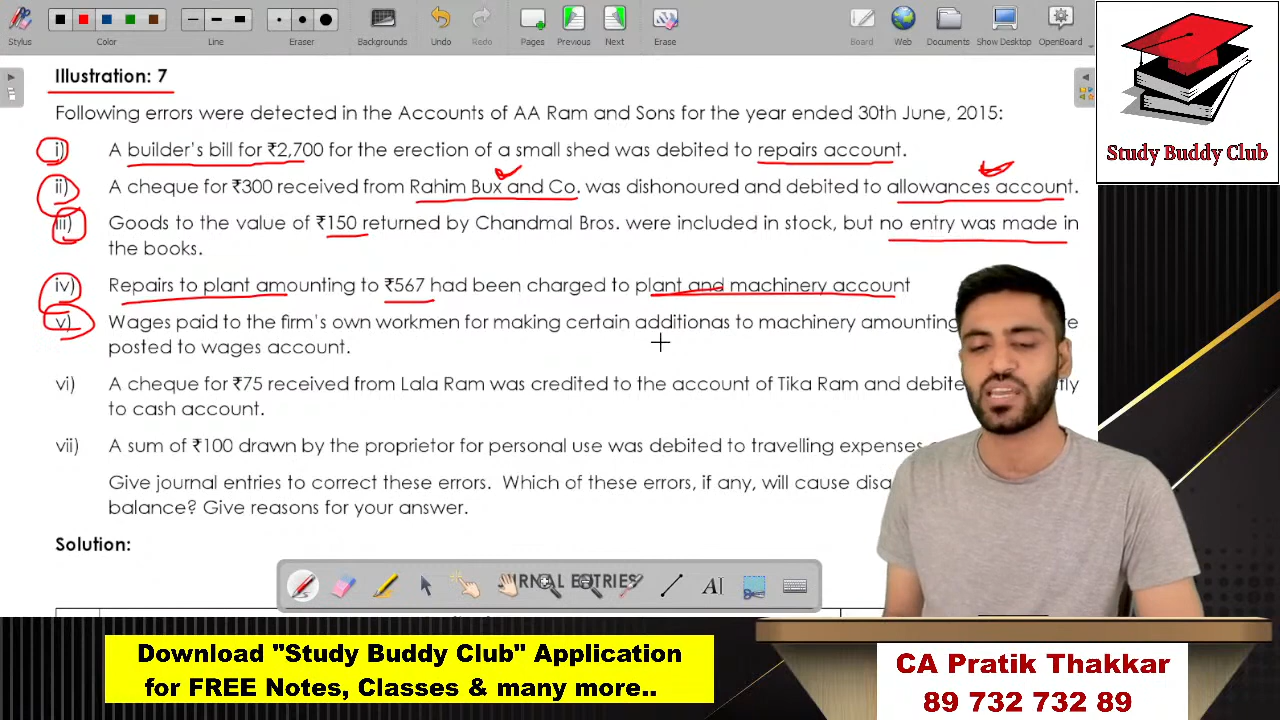 Stylus
Color
Line
Eraser
Backgrounds
Undo
Redo
Pages
Previous
Next
Erase
Board
Web
Documents
Show Desktop
OpenBoard
Study Buddy Club
Illustration: 7
Following errors were detected in the Accounts of AA Ram and Sons for the year ended 30th June, 2015:
i) A builder's bill for ₹2,700 for the erection of a small shed was debited to repairs account.
ii) A cheque for ₹300 received from Rahim Bux and Co. was dishonoured and debited to allowances account.
iii) Goods to the value of ₹150 returned by Chandmal Bros. were included in stock, but no entry was made in
the books.
iv) Repairs to plant amounting to ₹567 had been charged to plant and machinery account
v) Wages paid to the firm's own workmen for making certain additionas to machinery amounting
posted to wages account.
vi) A cheque for ₹75 received from Lala Ram was credited to the account of Tika Ram and
to cash account.
vii) A sum of ₹100 drawn by the proprietor for personal use was debited to travelling expenses
Give journal entries to correct these errors. Which of these errors, if any, will cause
balance? Give reasons for your answer.
Solution:
ENTRIES
AI
Download "Study Buddy Club" Application
for FREE Notes, Classes & many more..
CA Pratik Thakkar
89 732 732 89